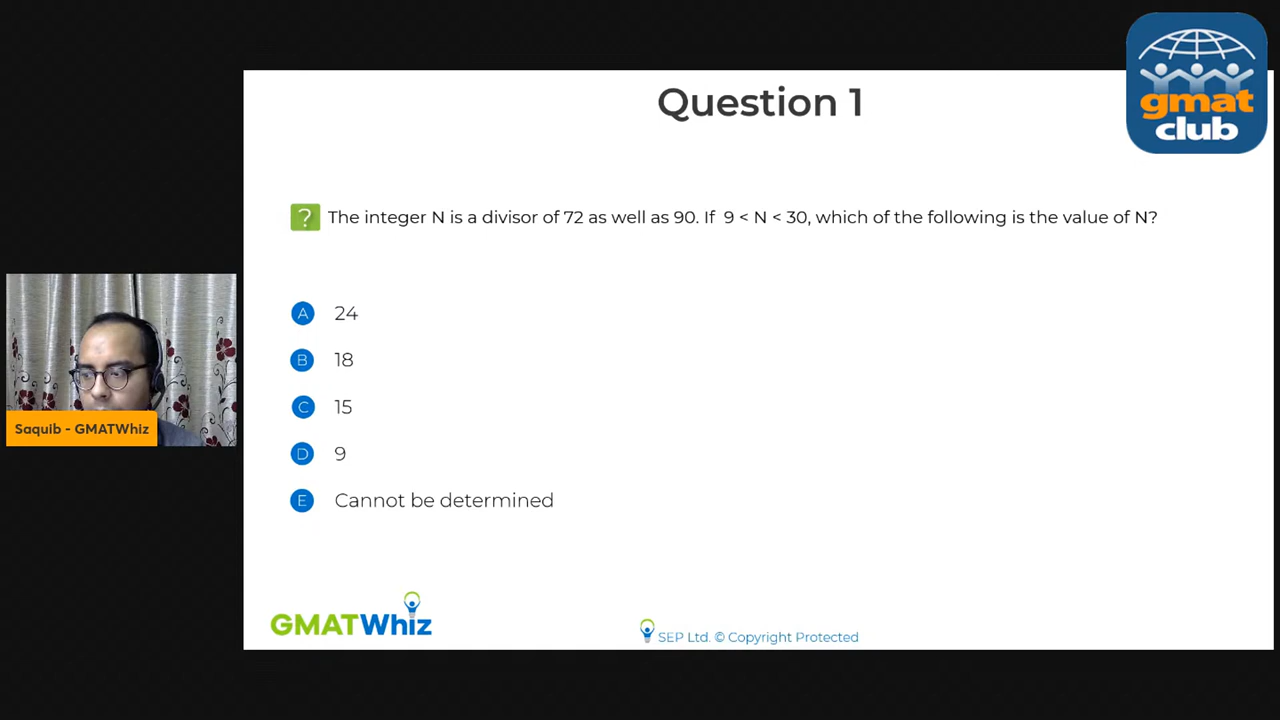 gmat
club
Question 1
? The integer N is a divisor of 72 as well as 90. If 9 < N < 30, which of the following is the value of N?
A 24
B 18
C 15
D 9
E Cannot be determined
Saquib - GMATWhiz
GMATWhiz
SEP Ltd. © Copyright Protected